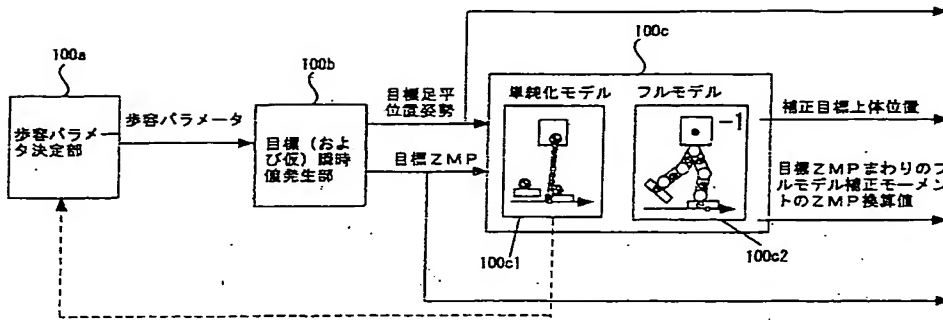 100a
100b
100c
歩容パラメー
タ決定部
歩容パラメータ
目標(およ
び仮)瞬時
値発生部
目標足平
位置姿勢
目標ZMP
単純化モデル
フルモデル
-1
100c1
100c2
補正目標上体位置
目標ZMPまわりのフ
ルモデル補正モーメン
トのZMP換算値